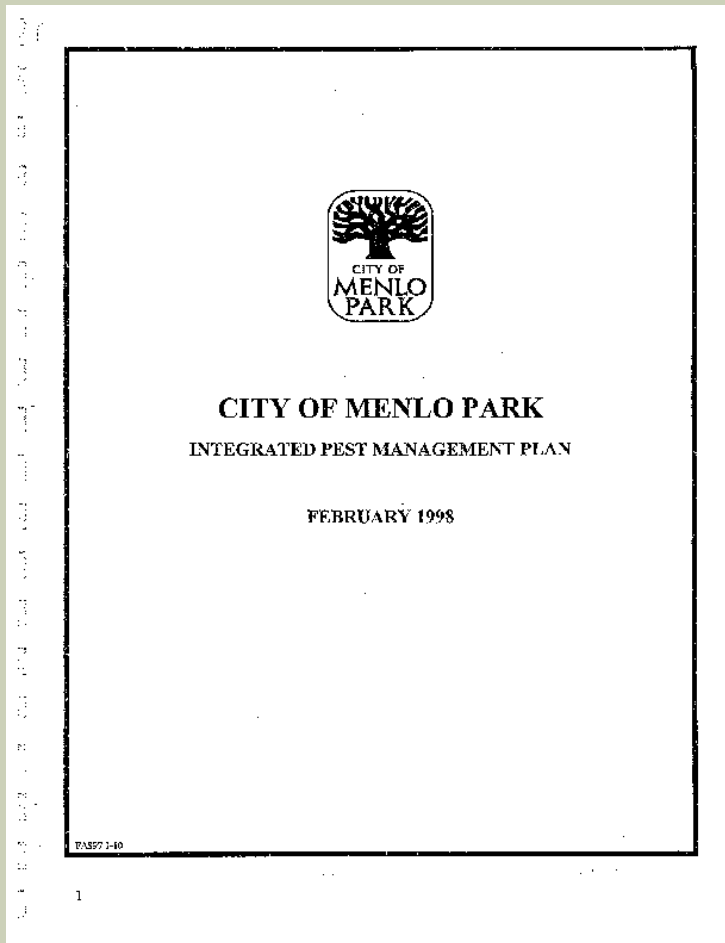 CITY OF
MENLO
PARK
CITY OF MENLO PARK
INTEGRATED PEST MANAGEMENT PLAN
FEBRUARY 1998
1